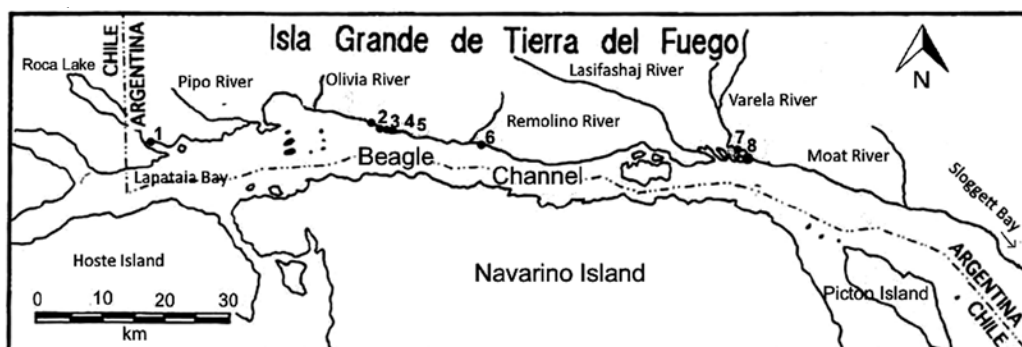 Isla Grande de Tierra del Fuego
CHILE
ARGENTINA
Roca Lake
Pipo River
Olivia River
Lasifashaj River
Varela River
N
1
2 3 4 5
Remolino River
6
7
8
Moat River
Lapataia Bay
Beagle
Channel
Sloggett Bay
Hoste Island
Navarino Island
Picton Island
ARGENTINA
CHILE
0 10 20 30
km